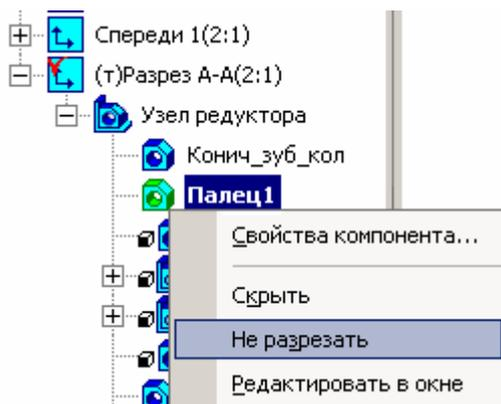 Спереди 1(2:1)
(т)Разрез А-А(2:1)
Узел редуктора
Конич_зуб_кол
Палец1
Свойства компонента...
Скрыть
Не разрезать
Редактировать в окне